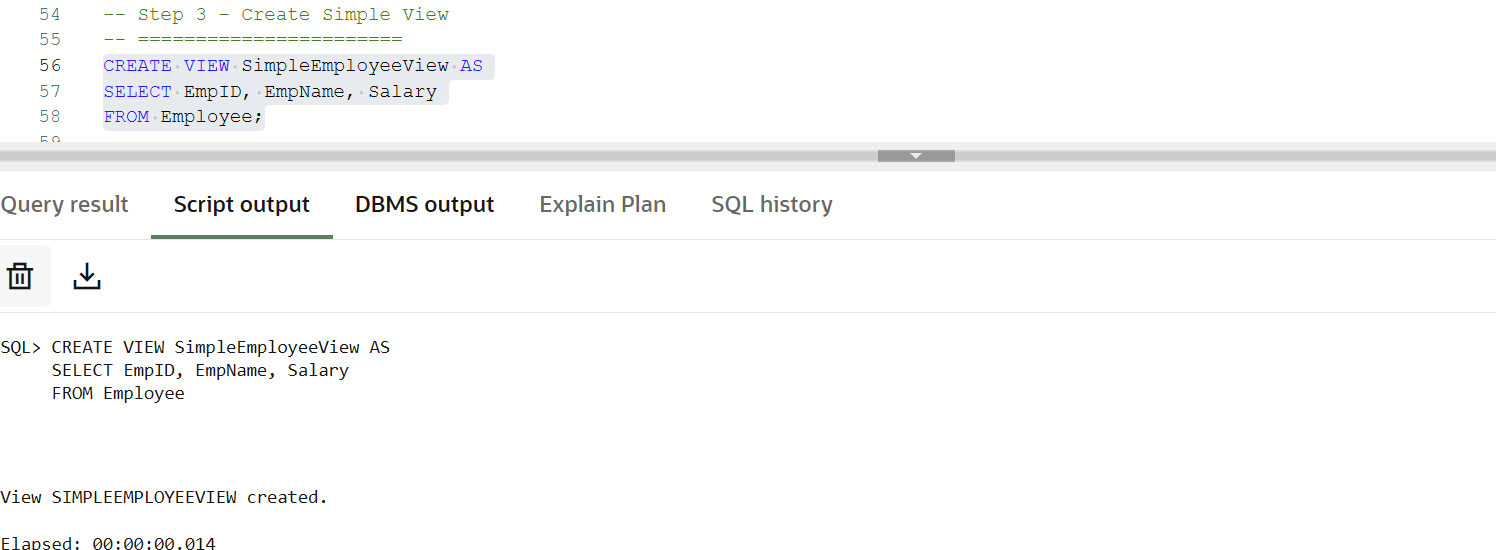 54 -- Step 3 - Create Simple View
55 -- =======================
56 CREATE VIEW SimpleEmployeeView AS
57 SELECT EmpID, EmpName, Salary
58 FROM Employee;
59
Query result Script output DBMS output Explain Plan SQL history
SQL> CREATE VIEW SimpleEmployeeView AS
SELECT EmpID, EmpName, Salary
FROM Employee
View SIMPLEEMPLOYEEVIEW created.
Elapsed: 00:00:00.014